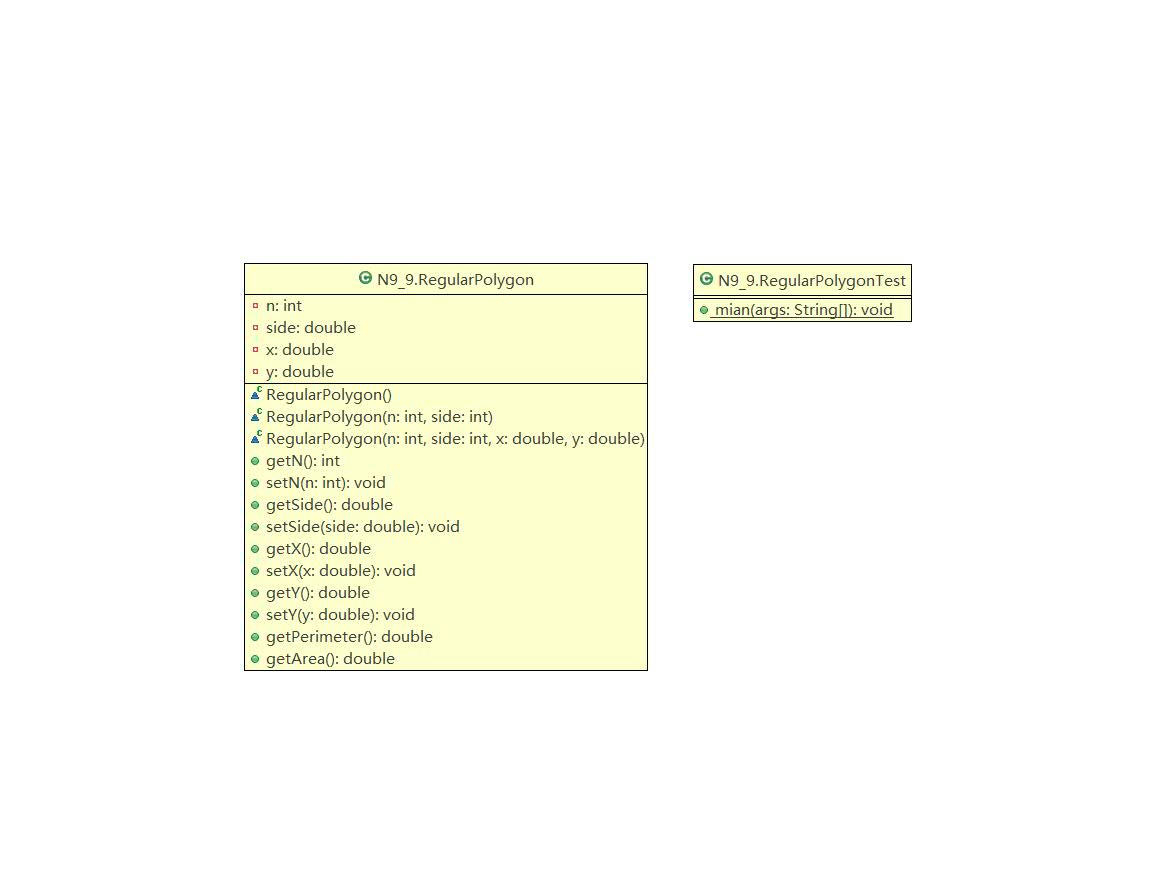 N9_9.RegularPolygon
n: int
side: double
x: double
y: double
RegularPolygon()
RegularPolygon(n: int, side: int)
RegularPolygon(n: int, side: int, x: double, y: double)
getN(): int
setN(n: int): void
getSide(): double
setSide(side: double): void
getX(): double
setX(x: double): void
getY(): double
setY(y: double): void
getPerimeter(): double
getArea(): double
N9_9.RegularPolygonTest
mian(args: String[]): void